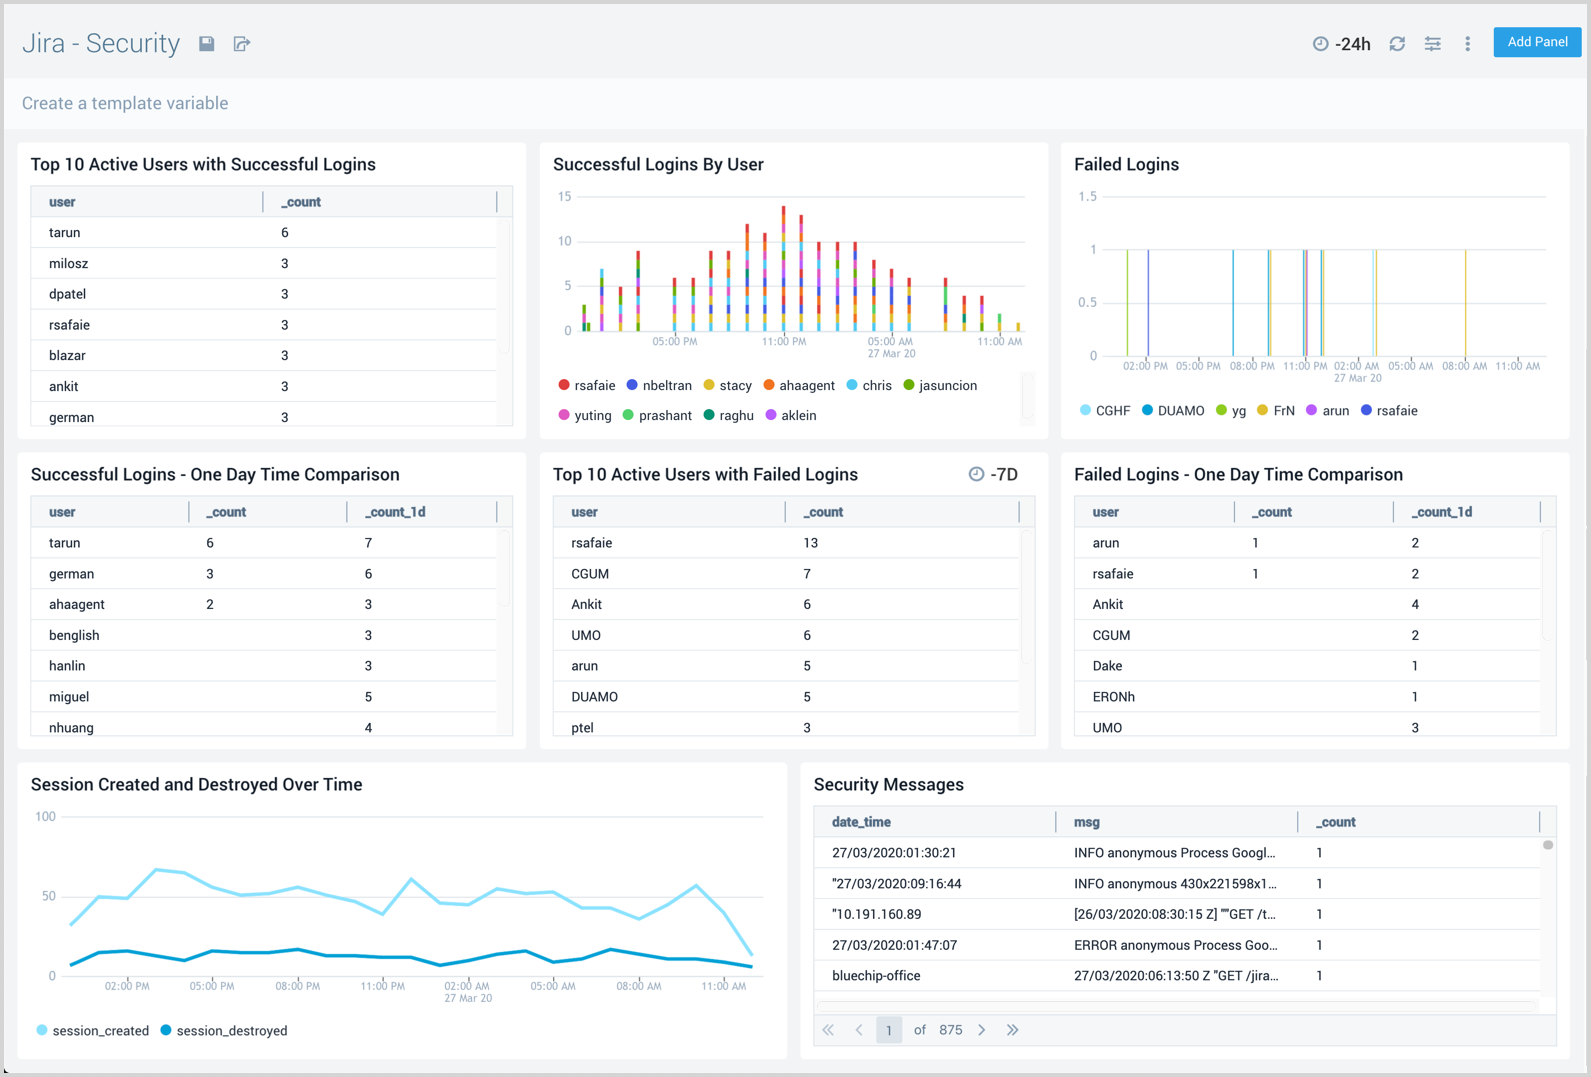 Jira - Security
-24h
Add Panel
Create a template variable
Top 10 Active Users with Successful Logins
user _count
tarun 6
milosz 3
dpatel 3
rsafaie 3
blazar 3
ankit 3
german 3
Successful Logins By User
15
10
5
0
05:00 PM 11:00 PM 05:00 AM 11:00 AM
27 Mar 20
rsafaie nbeltran stacy ahaagent chris jasuncion
yuting prashant raghu aklein
Failed Logins
1.5
1
0.5
0
02:00 PM 05:00 PM 08:00 PM 11:00 PM 02:00 AM 05:00 AM 08:00 AM 11:00 AM
27 Mar 20
CGHF DUAMO yg FrN arun rsafaie
Successful Logins - One Day Time Comparison
user _count _count_1d
tarun 6 7
german 3 6
ahaagent 2 3
benglish 3
hanlin 3
miguel 5
nhuang 4
Top 10 Active Users with Failed Logins -7D
user _count
rsafaie 13
CGUM 7
Ankit 6
UMO 6
arun 5
DUAMO 5
ptel 3
Failed Logins - One Day Time Comparison
user _count _count_1d
arun 1 2
rsafaie 1 2
Ankit 4
CGUM 2
Dake 1
ERONh 1
UMO 3
Session Created and Destroyed Over Time
100
50
0
02:00 PM 05:00 PM 08:00 PM 11:00 PM 02:00 AM 05:00 AM 08:00 AM 11:00 AM
27 Mar 20
session_created session_destroyed
Security Messages
date_time msg _count
27/03/2020:01:30:21 INFO anonymous Process Googl... 1
"27/03/2020:09:16:44 INFO anonymous 430x221598x1... 1
"10.191.160.89 [26/03/2020:08:30:15 Z] ""GET /t... 1
27/03/2020:01:47:07 ERROR anonymous Process Goo... 1
bluechip-office 27/03/2020:06:13:50 Z "GET /jira... 1
1 of 875